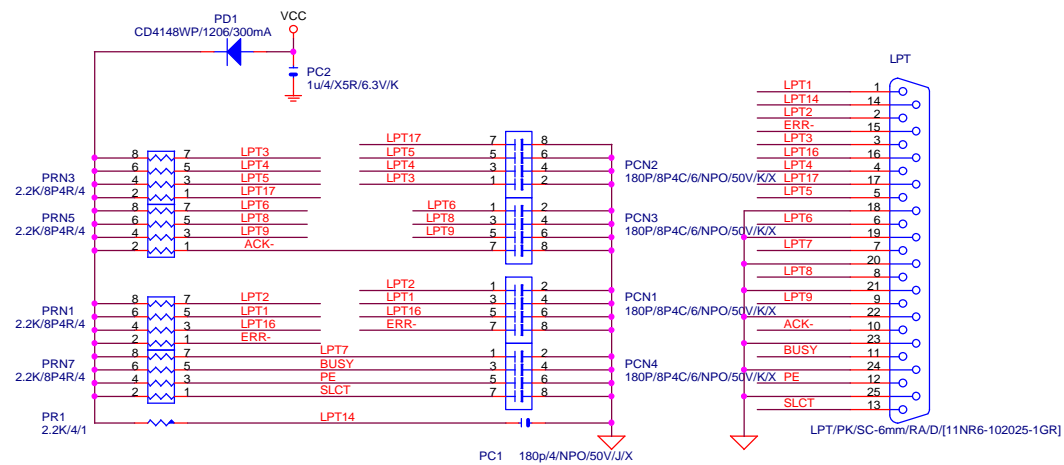 PD1
CD4148WP/1206/300mA
VCC
PC2
1u/4/X5R/6.3V/K
LPT
LPT1 1
LPT14 14
LPT2 2
ERR- 15
LPT3 3
LPT16 16
LPT4 4
LPT17 17
LPT5 5
18
LPT6 6
19
LPT7 7
20
LPT8 8
21
LPT9 9
22
ACK- 10
23
BUSY 11
24
PE 12
25
SLCT 13
LPT/PK/SC-6mm/RA/D/[11NR6-102025-1GR]
PRN3
2.2K/8P4R/4
8 7 LPT3
6 5 LPT4
4 3 LPT5
2 1 LPT17
PRN5
2.2K/8P4R/4
8 7 LPT6
6 5 LPT8
4 3 LPT9
2 1 ACK-
LPT17 7 8
LPT5 5 6
LPT4 3 4
LPT3 1 2
PCN2
180P/8P4C/6/NPO/50V/K/X
LPT6 1 2
LPT8 3 4
LPT9 5 6
7 8
PCN3
180P/8P4C/6/NPO/50V/K/X
PRN1
2.2K/8P4R/4
8 7 LPT2
6 5 LPT1
4 3 LPT16
2 1 ERR-
LPT2 1 2
LPT1 3 4
LPT16 5 6
ERR- 7 8
PCN1
180P/8P4C/6/NPO/50V/K/X
PRN7
2.2K/8P4R/4
8 7 LPT7 1 2
6 5 BUSY 3 4
4 3 PE 5 6
2 1 SLCT 7 8
PCN4
180P/8P4C/6/NPO/50V/K/X
PR1
2.2K/4/1
LPT14
PC1 180p/4/NPO/50V/J/X